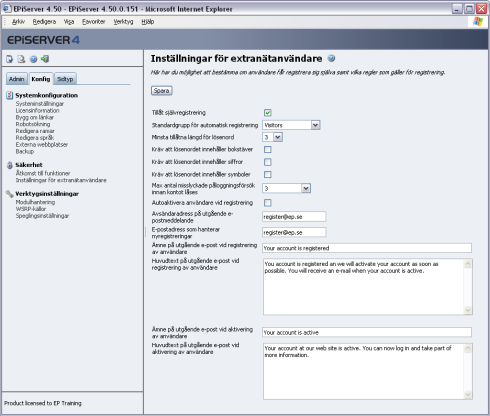 EPiServer 4.50 - EPiServer 4.50.0.151 - Microsoft Internet Explorer
Arkiv Redigera Visa Favoriter Verktyg Hjälp
EPISERVER 4
Admin Konfig Sidtyp
Systemkonfiguration
Systeminställningar
Licensinformation
Bygg om länkar
Robotsökning
Redigera ramar
Redigera språk
Externa webbplatser
Backup
Säkerhet
Åtkomst till funktioner
Inställningar för extranätanvändare
Verktygsinställningar
Modulhantering
WSRP-källor
Speglingsinställningar
Product licensed to EP Training
Inställningar för extranätanvändare
Här har du möjlighet att bestämma om användare får registrera sig själva samt vilka regler som gäller för registrering.
Spara
Tillåt självregistrering
Standardgrupp för automatisk registrering Visitors
Minsta tillåtna längd för lösenord 3
Kräv att lösenordet innehåller bokstäver
Kräv att lösenordet innehåller siffror
Kräv att lösenordet innehåller symboler
Max antal misslyckade påloggningsförsök
innan kontot låses 3
Autoaktivera användare vid registrering
Avsändaradress på utgående e-
postmeddelande register@ep.se
E-postadress som hanterar
nyregistreringar register@ep.se
Ämne på utgående e-post vid registrering
av användare Your account is registered
Huvudtext på utgående e-post vid
registrering av användare
You account is registered an we will activate your account as soon as
possible. You will receive an e-mail when your account is active.
Ämne på utgående e-post vid aktivering
av användare Your account is active
Huvudtext på utgående e-post vid
aktivering av användare
Your account at our web site is active. You can now log in and take part of
more information.